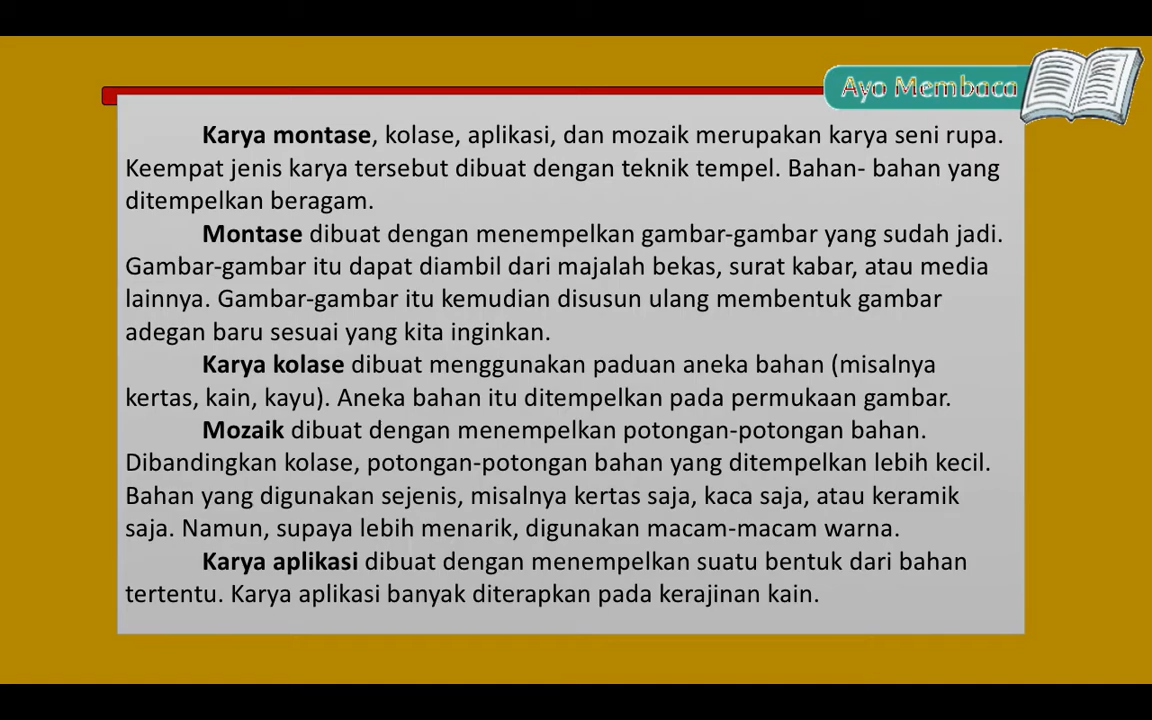 Ayo Membaca
Karya montase, kolase, aplikasi, dan mozaik merupakan karya seni rupa.
Keempat jenis karya tersebut dibuat dengan teknik tempel. Bahan- bahan yang
ditempelkan beragam.
Montase dibuat dengan menempelkan gambar-gambar yang sudah jadi.
Gambar-gambar itu dapat diambil dari majalah bekas, surat kabar, atau media
lainnya. Gambar-gambar itu kemudian disusun ulang membentuk gambar
adegan baru sesuai yang kita inginkan.
Karya kolase dibuat menggunakan paduan aneka bahan (misalnya
kertas, kain, kayu). Aneka bahan itu ditempelkan pada permukaan gambar.
Mozaik dibuat dengan menempelkan potongan-potongan bahan.
Dibandingkan kolase, potongan-potongan bahan yang ditempelkan lebih kecil.
Bahan yang digunakan sejenis, misalnya kertas saja, kaca saja, atau keramik
saja. Namun, supaya lebih menarik, digunakan macam-macam warna.
Karya aplikasi dibuat dengan menempelkan suatu bentuk dari bahan
tertentu. Karya aplikasi banyak diterapkan pada kerajinan kain.